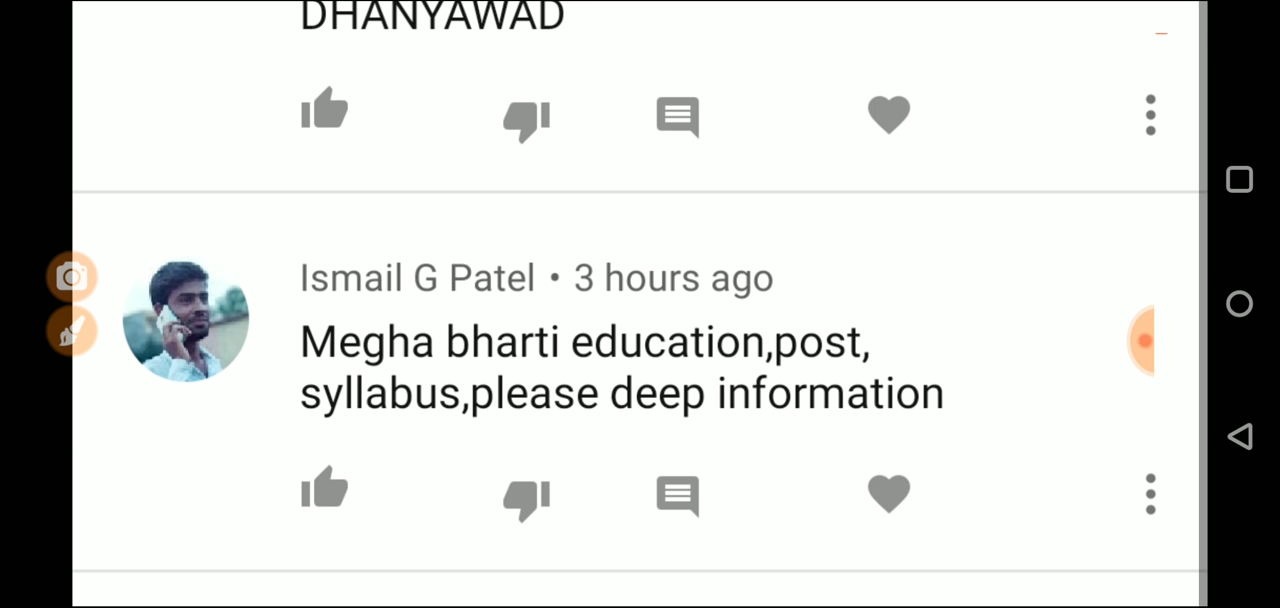 DHANYAWAD
Ismail G Patel • 3 hours ago
Megha bharti education,post,
syllabus,please deep information